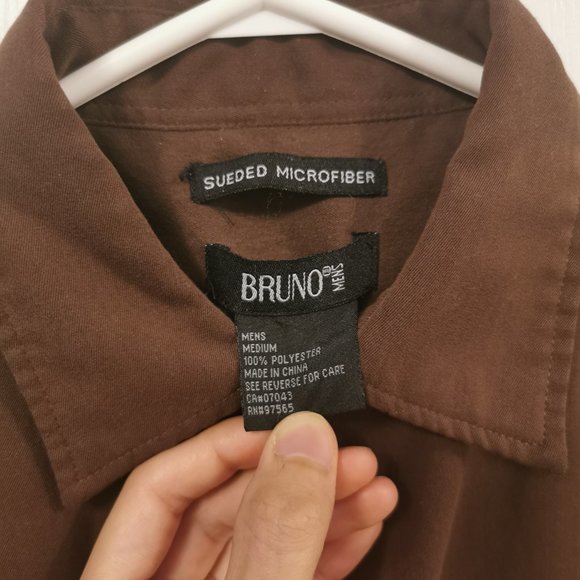 SUEDED MICROFIBER
BRUNO® MENS
MENS
MEDIUM
100% POLYESTER
MADE IN CHINA
SEE REVERSE FOR CARE
CA#07043
RN#97565